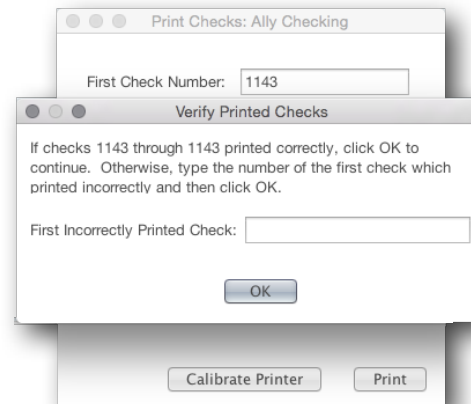 Print Checks: Ally Checking
First Check Number: 1143
Verify Printed Checks
If checks 1143 through 1143 printed correctly, click OK to
continue.  Otherwise, type the number of the first check which
printed incorrectly and then click OK.
First Incorrectly Printed Check:
OK
Calibrate Printer Print